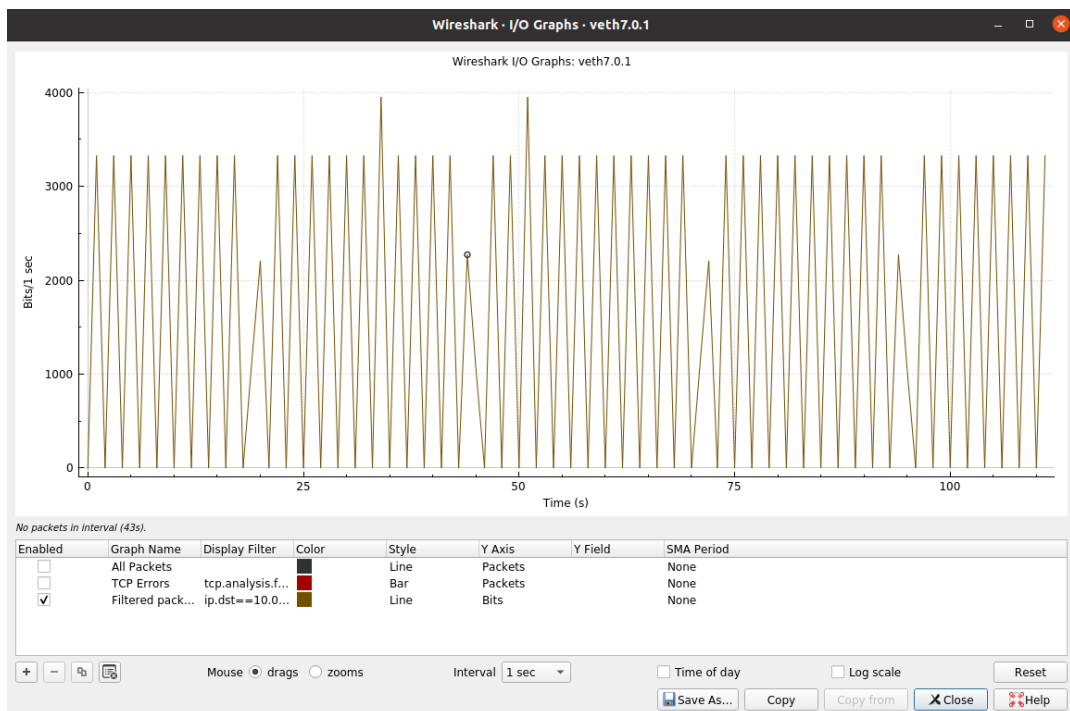 Wireshark · I/O Graphs · veth7.0.1
Wireshark I/O Graphs: veth7.0.1
4000
3000
2000
1000
0
Bits/1 sec
0 25 50 75 100
Time (s)
No packets in interval (43s).
Enabled Graph Name Display Filter Color Style Y Axis Y Field SMA Period
All Packets Line Packets None
TCP Errors tcp.analysis.f... Bar Packets None
Filtered pack... ip.dst==10.0... Line Bits None
+ − Mouse drags zooms Interval 1 sec Time of day Log scale Reset
Save As... Copy Copy from Close Help